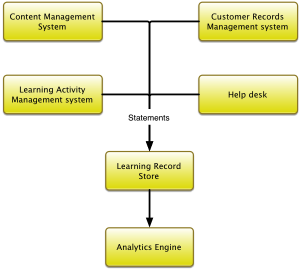 Content Management
System
Customer Records
Management system
Learning Activity
Management system
Help desk
Statements
Learning Record
Store
Analytics Engine